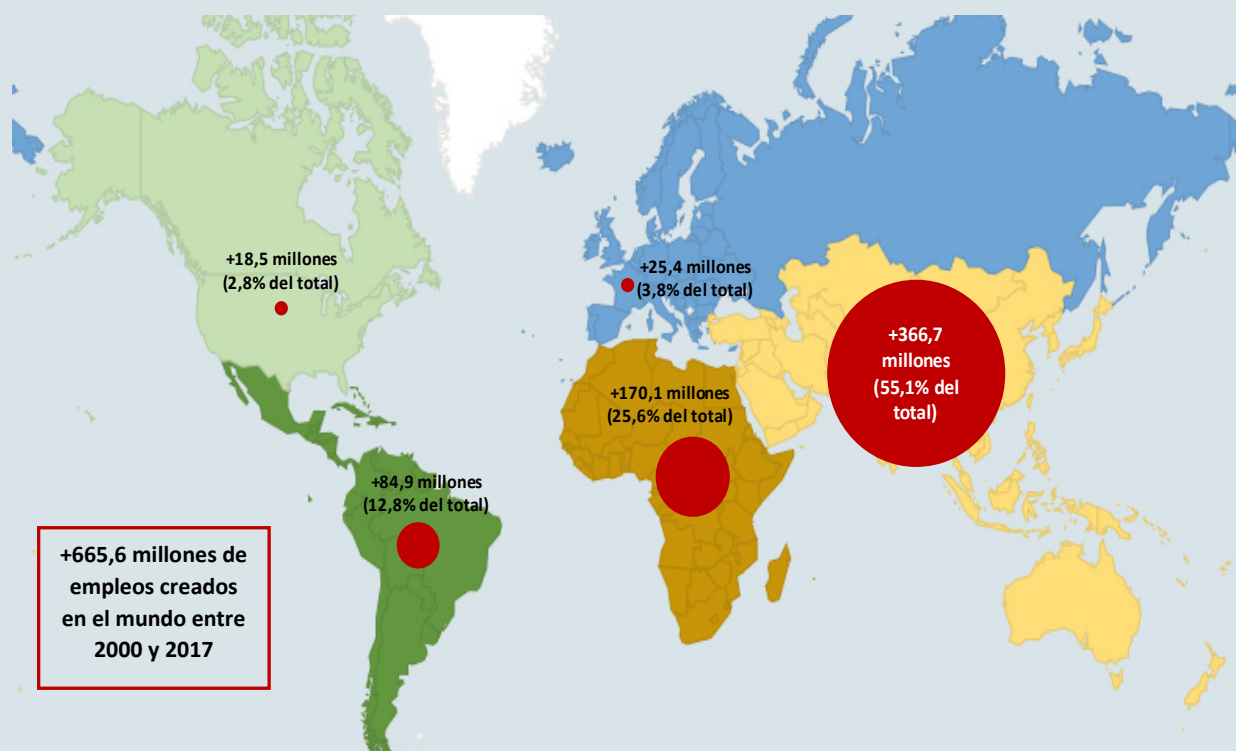 +18,5 millones
(2,8% del total)
+25,4 millones
(3,8% del total)
+366,7
millones
(55,1% del
total)
+170,1 millones
(25,6% del total)
+84,9 millones
(12,8% del total)
+665,6 millones de
empleos creados
en el mundo entre
2000 y 2017